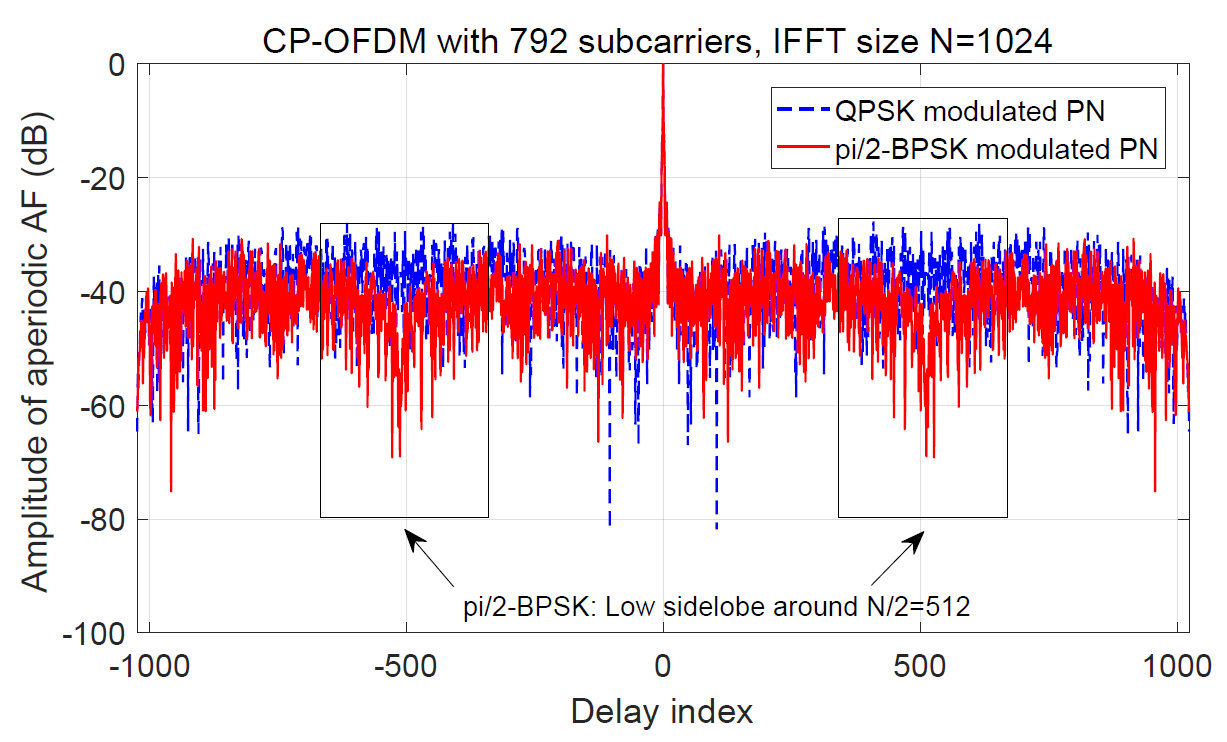 CP-OFDM with 792 subcarriers, IFFT size N=1024
QPSK modulated PN
pi/2-BPSK modulated PN
Amplitude of aperiodic AF (dB)
0
-20
-40
-60
-80
-100
pi/2-BPSK: Low sidelobe around N/2=512
-1000
-500
0
500
1000
Delay index